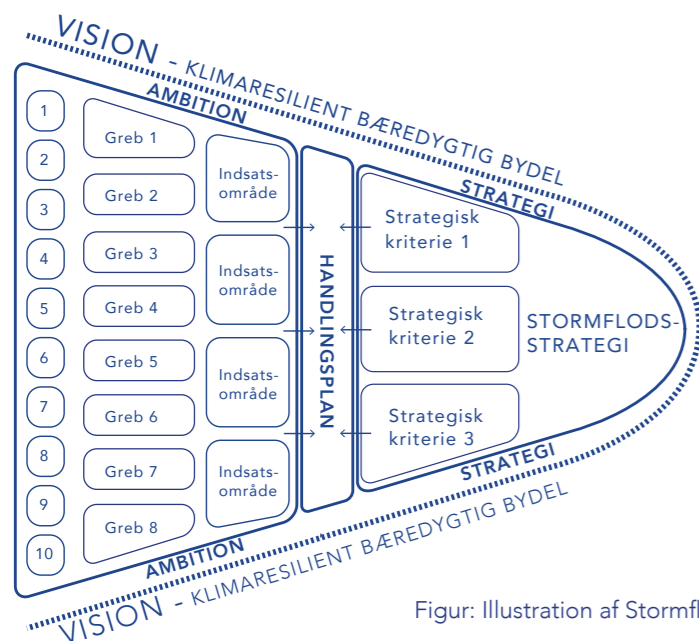 VISION - KLIMARESILIENT BÆREDYGTIG BYDEL
AMBITION
1
2
3
4
5
6
7
8
9
10
Greb 1
Greb 2
Greb 3
Greb 4
Greb 5
Greb 6
Greb 7
Greb 8
Indsats-
område
Indsats-
område
Indsats-
område
Indsats-
område
AMBITION
HANDLINGSPLAN
STRATEGI
Strategisk
kriterie 1
Strategisk
kriterie 2
Strategisk
kriterie 3
STRATEGI
STORMFLODS-
STRATEGI
VISION - KLIMARESILIENT BÆREDYGTIG BYDEL
Figur: Illustration af